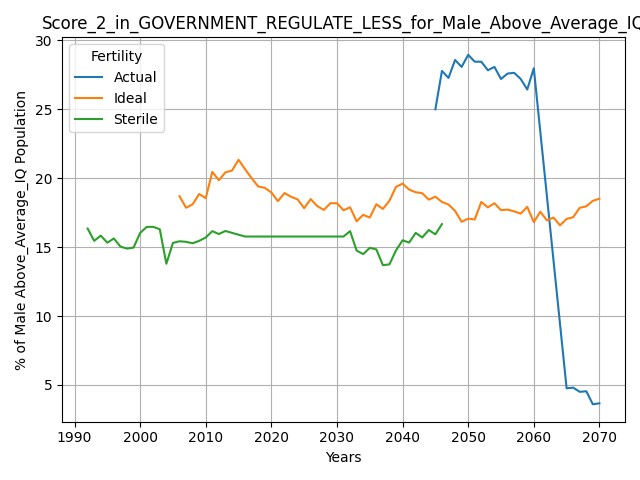 Score_2_in_GOVERNMENT_REGULATE_LESS_for_Male_Above_Average_IQ
% of Male Above_Average_IQ Population
30
25
20
15
10
5
Fertility
Actual
Ideal
Sterile
1990 2000 2010 2020 2030 2040 2050 2060 2070
Years